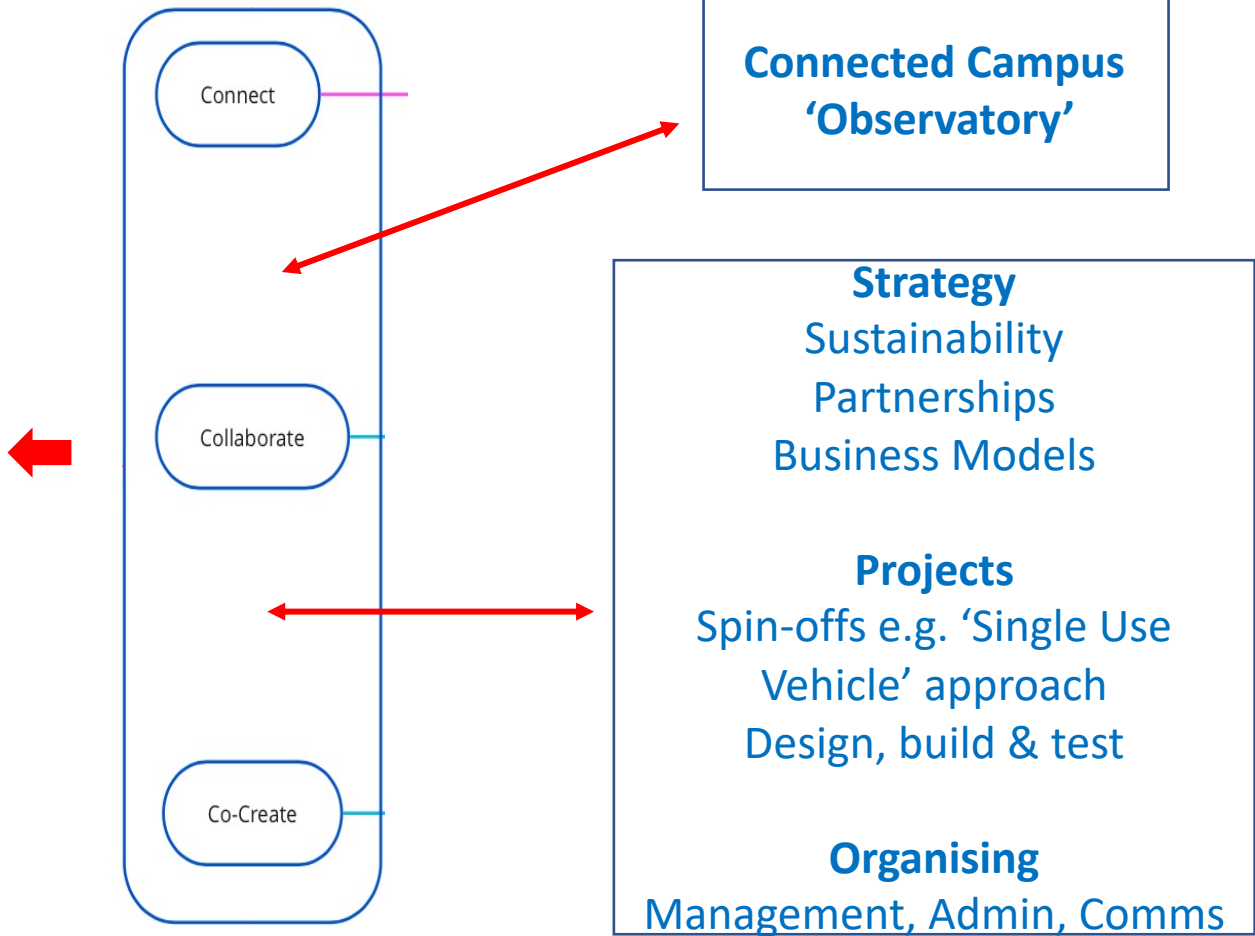 Connect
Collaborate
Co-Create
Connected Campus
‘Observatory’
Strategy
Sustainability
Partnerships
Business Models
Projects
Spin-offs e.g. ‘Single Use
Vehicle’ approach
Design, build & test
Organising
Management, Admin, Comms